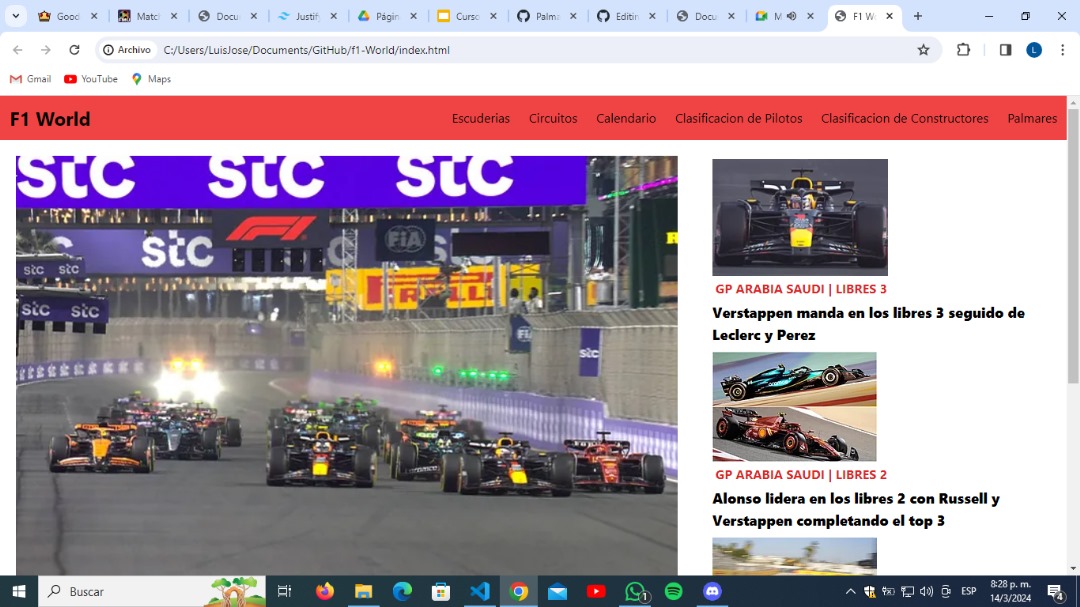 Good
Match
Docu
Justify
Págin
Curso
Palma
Editin
Docu
M
F1 Wo
Archivo
C:/Users/LuisJose/Documents/GitHub/f1-World/index.html
L
Gmail
YouTube
Maps
F1 World
Escuderias
Circuitos
Calendario
Clasificacion de Pilotos
Clasificacion de Constructores
Palmares
stc
stc
stc
stc
FIA
stc
stc
PIRELLI
stc
stc
stc
GP ARABIA SAUDI | LIBRES 3
Verstappen manda en los libres 3 seguido de
Leclerc y Perez
GP ARABIA SAUDI | LIBRES 2
Alonso lidera en los libres 2 con Russell y
Verstappen completando el top 3
Buscar
1
ESP
8:28 p. m.
14/3/2024
4